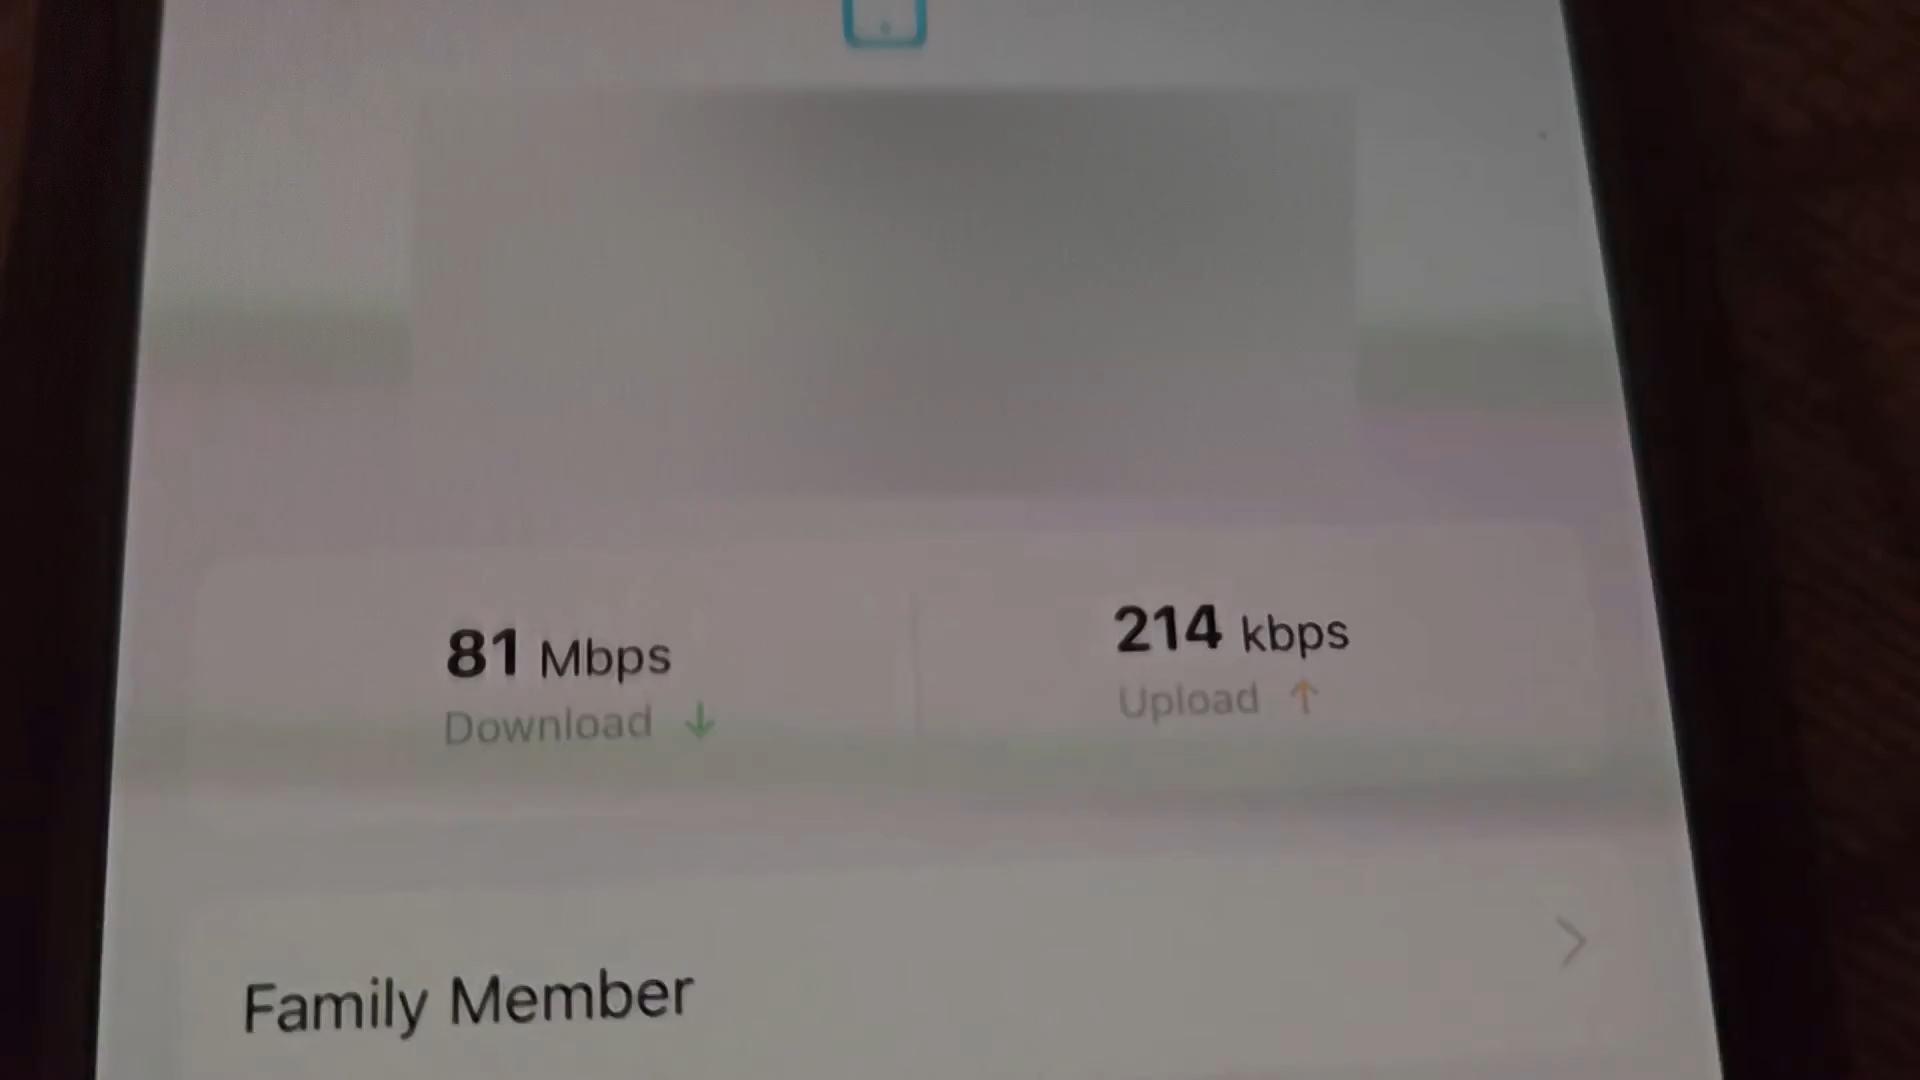 81 Mbps
Download ↓
214 kbps
Upload ↑
Family Member